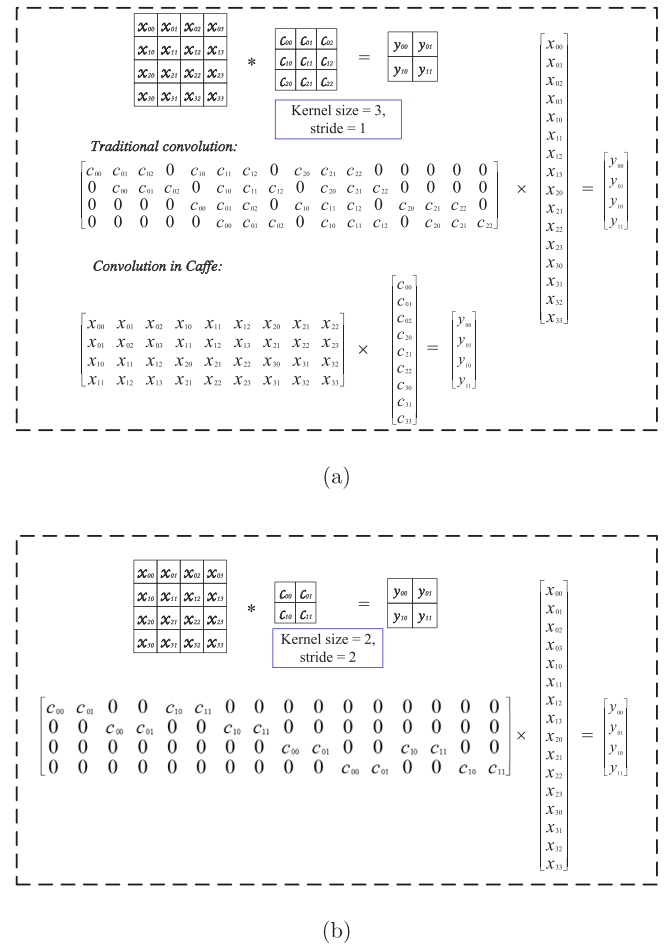 x00 x01 x02 x03
x10 x11 x12 x13
x20 x21 x22 x23
x30 x31 x32 x33
*
c00 c01 c02
c10 c11 c12
c20 c21 c22
=
y00 y01
y10 y11
Kernel size = 3,
stride = 1
Traditional convolution:
c00 c01 c02 0 c10 c11 c12 0 c20 c21 c22 0 0 0 0 0
0 c00 c01 c02 0 c10 c11 c12 0 c20 c21 c22 0 0 0 0
0 0 0 0 c00 c01 c02 0 c10 c11 c12 0 c20 c21 c22 0
0 0 0 0 0 c00 c01 c02 0 c10 c11 c12 0 c20 c21 c22
×
x00
x01
x02
x03
x10
x11
x12
x13
x20
x21
x22
x23
x30
x31
x32
x33
=
y00
y01
y10
y11
Convolution in Caffe:
x00 x01 x02 x10 x11 x12 x20 x21 x22
x01 x02 x03 x11 x12 x13 x21 x22 x23
x10 x11 x12 x20 x21 x22 x30 x31 x32
x11 x12 x13 x21 x22 x23 x31 x32 x33
×
c00
c01
c02
c20
c21
c22
c30
c31
c33
=
y00
y01
y10
y11
(a)
x00 x01 x02 x03
x10 x11 x12 x13
x20 x21 x22 x23
x30 x31 x32 x33
*
c00 c01
c10 c11
=
y00 y01
y10 y11
Kernel size = 2,
stride = 2
c00 c01 0 0 c10 c11 0 0 0 0 0 0 0 0 0 0
0 0 c00 c01 0 0 c10 c11 0 0 0 0 0 0 0 0
0 0 0 0 0 0 0 0 c00 c01 0 0 c10 c11 0 0
0 0 0 0 0 0 0 0 0 0 c00 c01 0 0 c10 c11
×
x00
x01
x02
x03
x10
x11
x12
x13
x20
x21
x22
x23
x30
x31
x32
x33
=
y00
y01
y10
y11
(b)